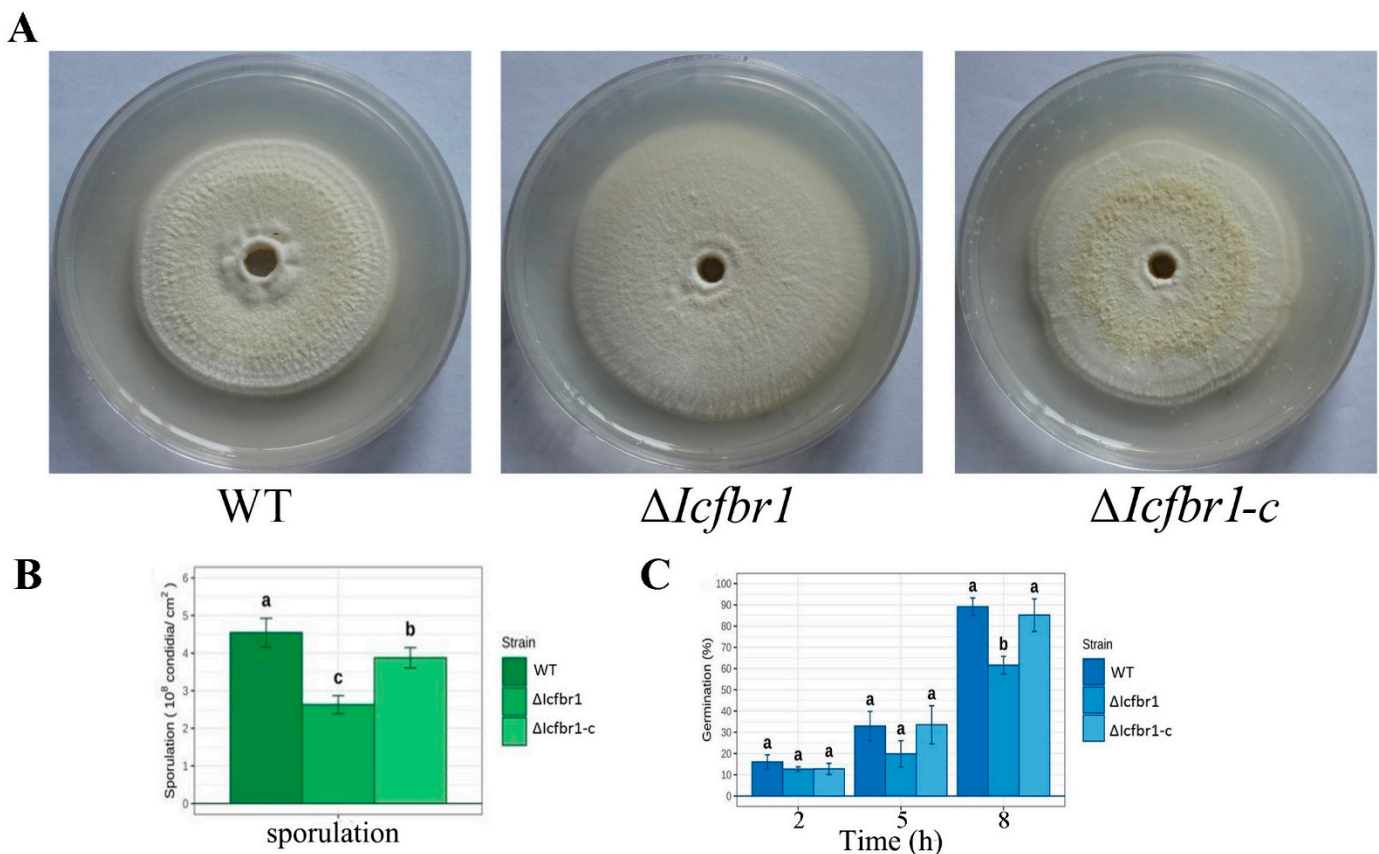 A
WT
ΔIcfbr1
ΔIcfbr1-c
B
Sporulation ( 10⁸ condidia/ cm² )
6
5
4
3
2
1
0
a
c
b
sporulation
Strain
WT
ΔIcfbr1
ΔIcfbr1-c
C
Germination (%)
100
90
80
70
60
50
40
30
20
10
0
a a a
a a a
a b a
2 5 8
Time (h)
Strain
WT
ΔIcfbr1
ΔIcfbr1-c